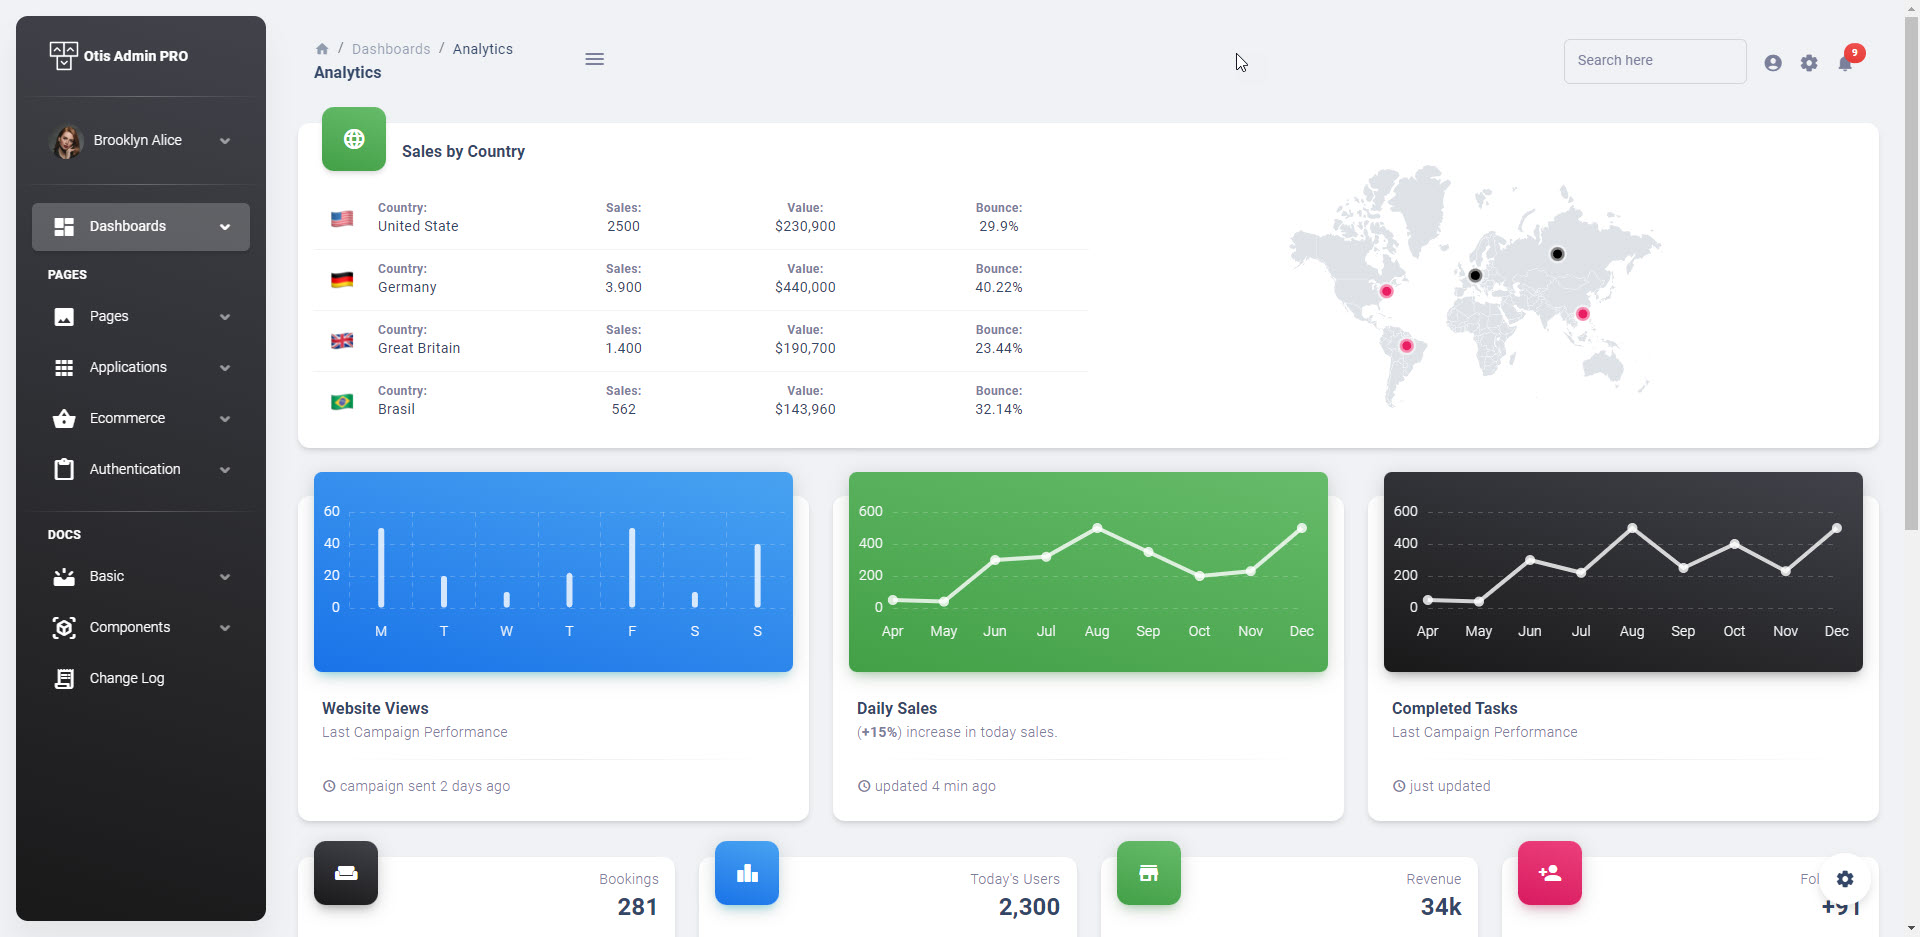 Otis Admin PRO
Brooklyn Alice
Dashboards
PAGES
Pages
Applications
Ecommerce
Authentication
DOCS
Basic
Components
Change Log
/ Dashboards / Analytics
Analytics
Search here
9
Sales by Country
Country: Sales: Value: Bounce:
United State 2500 $230,900 29.9%
Country: Sales: Value: Bounce:
Germany 3.900 $440,000 40.22%
Country: Sales: Value: Bounce:
Great Britain 1.400 $190,700 23.44%
Country: Sales: Value: Bounce:
Brasil 562 $143,960 32.14%
60
40
20
0
M T W T F S S
Website Views
Last Campaign Performance
campaign sent 2 days ago
600
400
200
0
Apr May Jun Jul Aug Sep Oct Nov Dec
Daily Sales
(+15%) increase in today sales.
updated 4 min ago
600
400
200
0
Apr May Jun Jul Aug Sep Oct Nov Dec
Completed Tasks
Last Campaign Performance
just updated
Bookings
281
Today's Users
2,300
Revenue
34k
+91